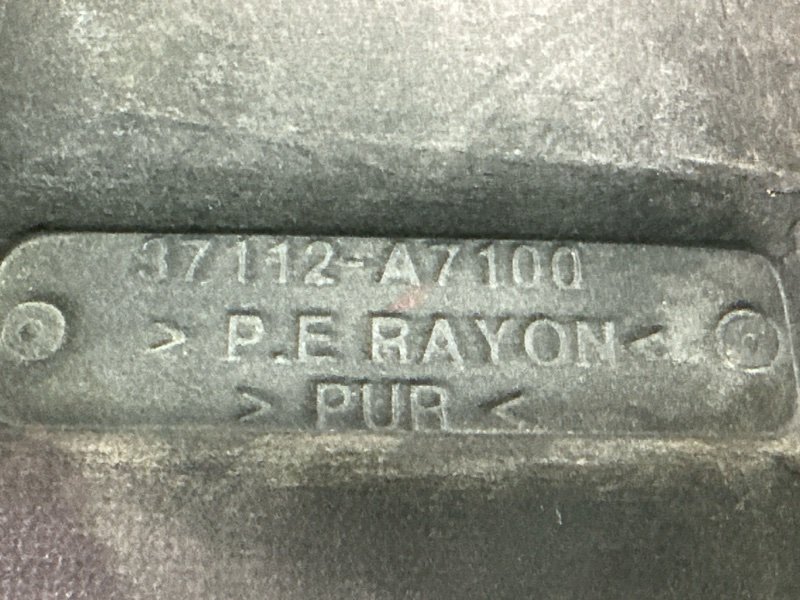 37112-A7100
> P.E RAYON <
> PUR <